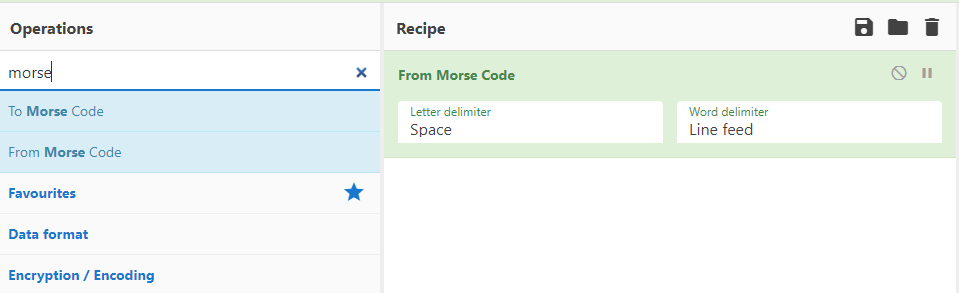 Operations
morse
To Morse Code
From Morse Code
Favourites
Data format
Encryption / Encoding
Recipe
From Morse Code
Letter delimiter
Space
Word delimiter
Line feed